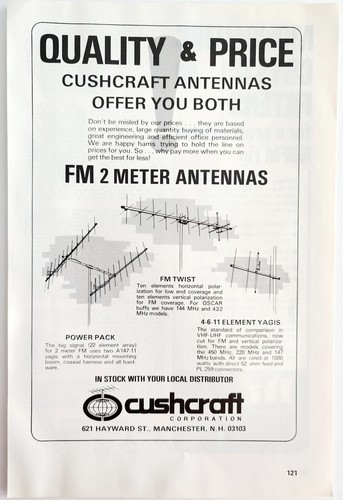 QUALITY & PRICE
CUSHCRAFT ANTENNAS
OFFER YOU BOTH
Don't be misled by our prices . . . they are based
on experience, large quantity buying of materials,
great engineering and efficient office personnel.
We are happy hams trying to hold the line on
prices for you. So . . . why pay more when you can
get the best for less!
FM 2 METER ANTENNAS
FM TWIST
Ten elements horizontal polar-
ization for low end coverage and
ten elements vertical polarization
for FM coverage. For OSCAR
buffs we have 144 MHz and 432
MHz models.
POWER PACK
The big signal (22 element array)
for 2 meter FM uses two A147-11
yagis with a horizontal mounting
boom, coaxial harness and all hard-
ware.
4-6-11 ELEMENT YAGIS
The standard of comparison in
VHF-UHF communications, now
cut for FM and vertical polariza-
tion. There are models covering
the 450 MHz, 220 MHz and 147
MHz bands. All are rated at 1000
watts with direct 52 ohm feed and
PL-259 connectors.
IN STOCK WITH YOUR LOCAL DISTRIBUTOR
cushcraft
CORPORATION
621 HAYWARD ST., MANCHESTER, N.H. 03103
121